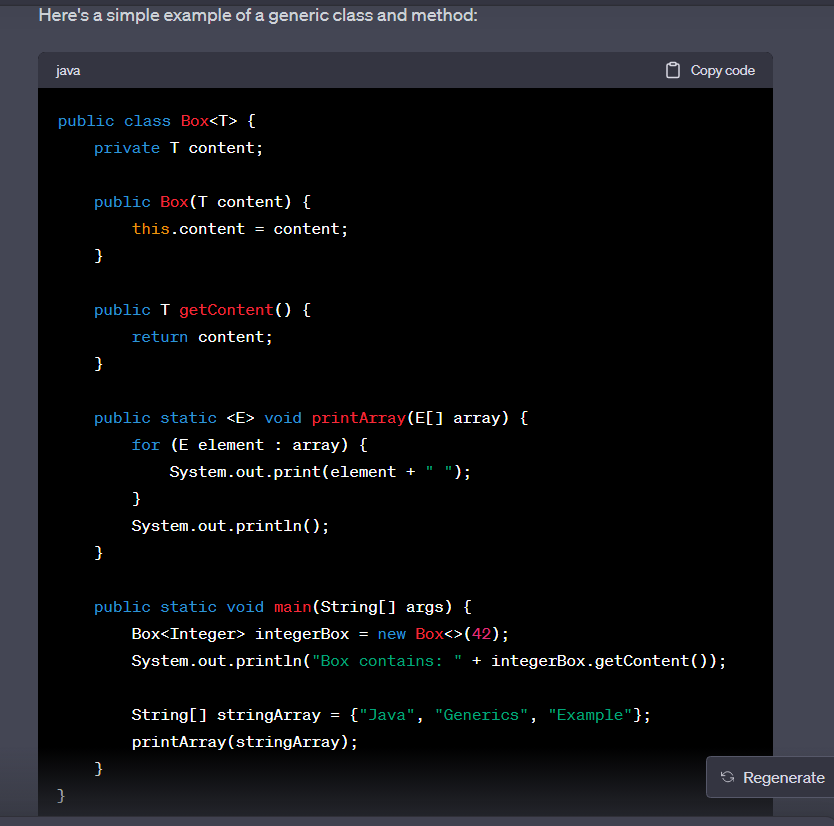 Here's a simple example of a generic class and method:
java
Copy code
public class Box<T> {
    private T content;

    public Box(T content) {
        this.content = content;
    }

    public T getContent() {
        return content;
    }

    public static <E> void printArray(E[] array) {
        for (E element : array) {
            System.out.print(element + " ");
        }
        System.out.println();
    }

    public static void main(String[] args) {
        Box<Integer> integerBox = new Box<>(42);
        System.out.println("Box contains: " + integerBox.getContent());

        String[] stringArray = {"Java", "Generics", "Example"};
        printArray(stringArray);
    }
}
Regenerate